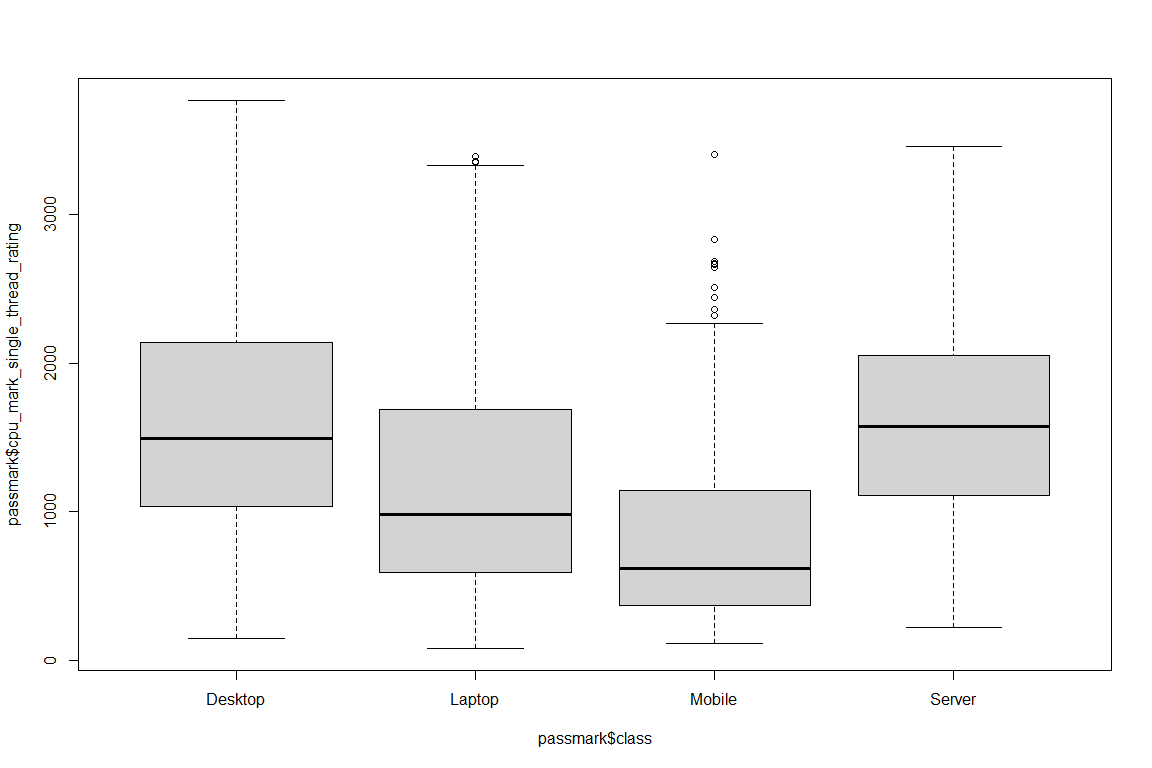 passmark$cpu_mark_single_thread_rating
3000
2000
1000
0
Desktop Laptop Mobile Server
passmark$class